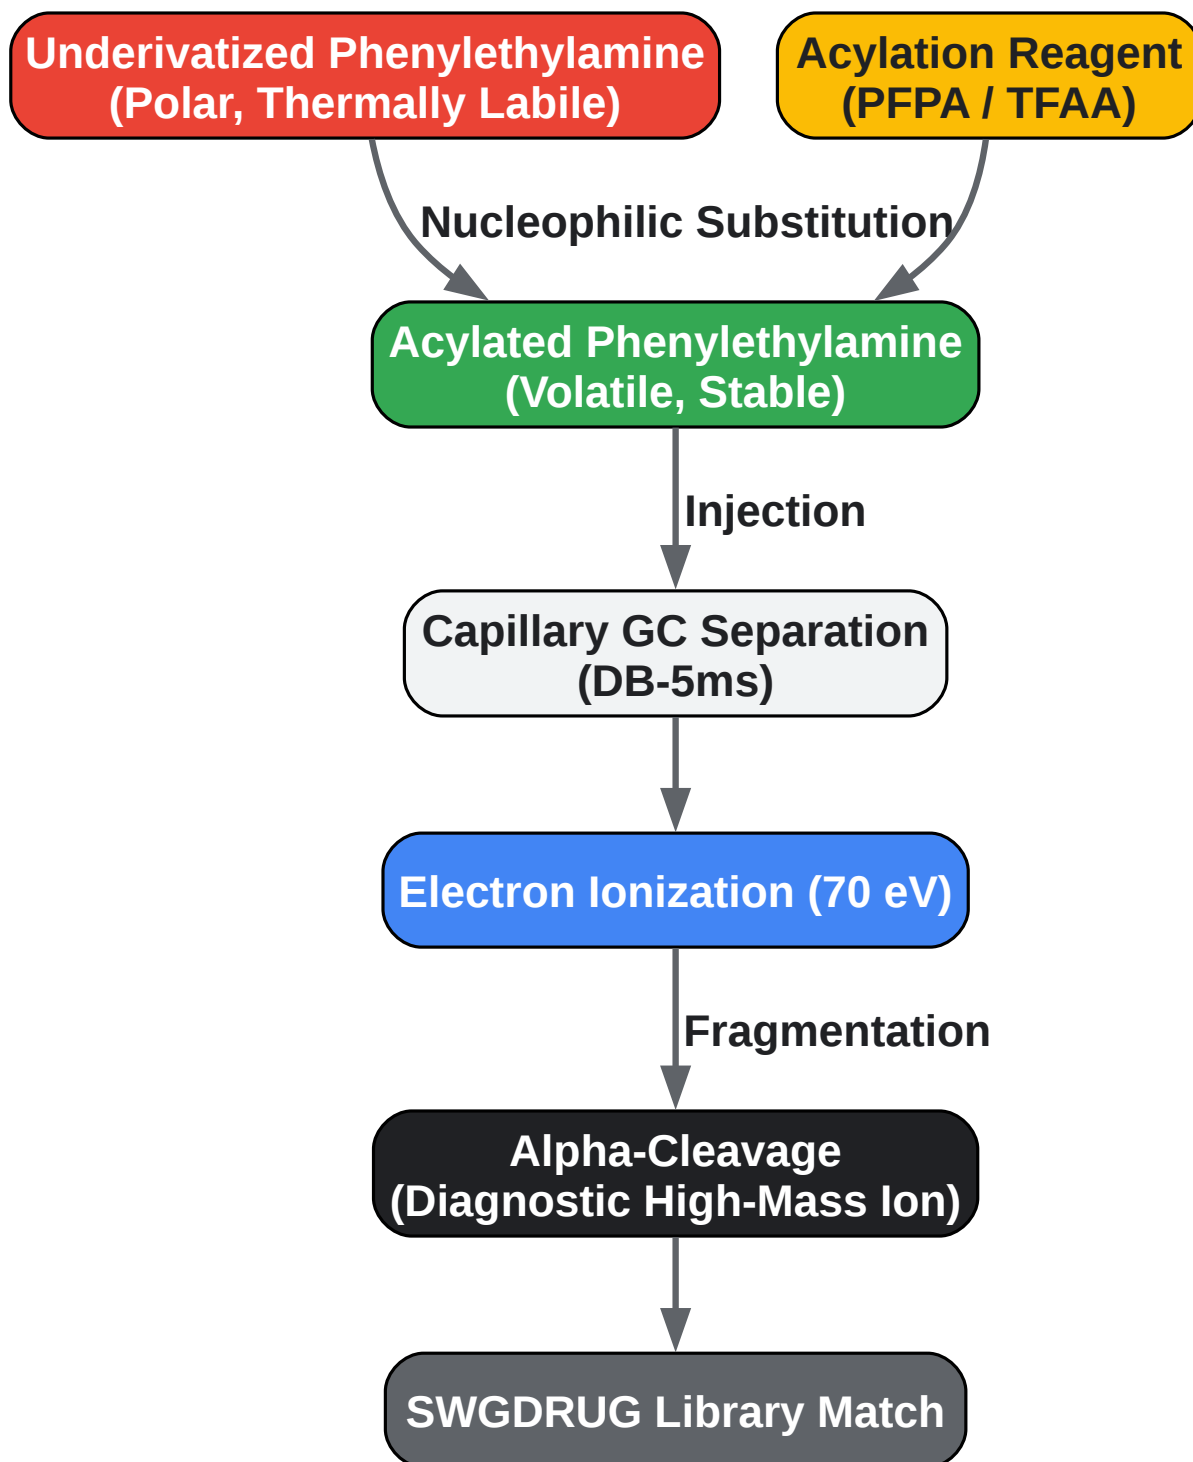 Underivatized Phenylethylamine
(Polar, Thermally Labile)
Acylation Reagent
(PFPA / TFAA)
Nucleophilic Substitution
Acylated Phenylethylamine
(Volatile, Stable)
Injection
Capillary GC Separation
(DB-5ms)
Electron Ionization (70 eV)
Fragmentation
Alpha-Cleavage
(Diagnostic High-Mass Ion)
SWGDRUG Library Match